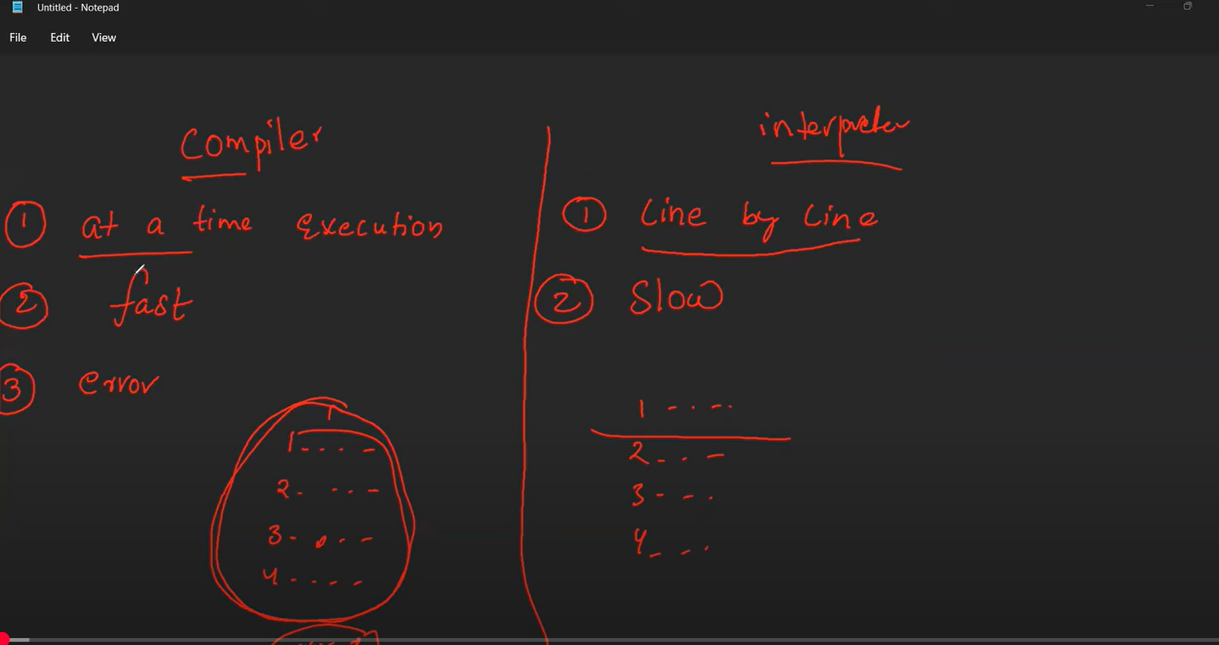 Untitled - Notepad
File Edit View
Compiler
① at a time execution
② fast
③ error
1
2
3
4
interpreter
① Line by Line
② Slow
1
2
3
4